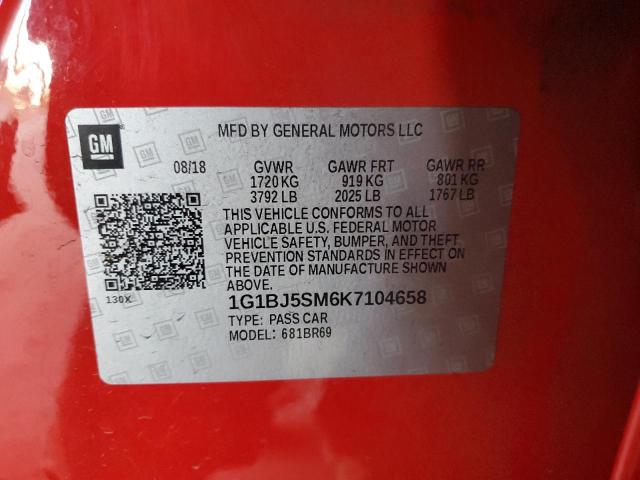 GM
MFD BY GENERAL MOTORS LLC
08/18 GVWR GAWR FRT GAWR RR
1720 KG 919 KG 801 KG
3792 LB 2025 LB 1767 LB
THIS VEHICLE CONFORMS TO ALL
APPLICABLE U.S. FEDERAL MOTOR
VEHICLE SAFETY, BUMPER, AND THEFT
PREVENTION STANDARDS IN EFFECT ON
THE DATE OF MANUFACTURE SHOWN
ABOVE.
130X
1G1BJ5SM6K7104658
TYPE: PASS CAR
MODEL: 681BR69